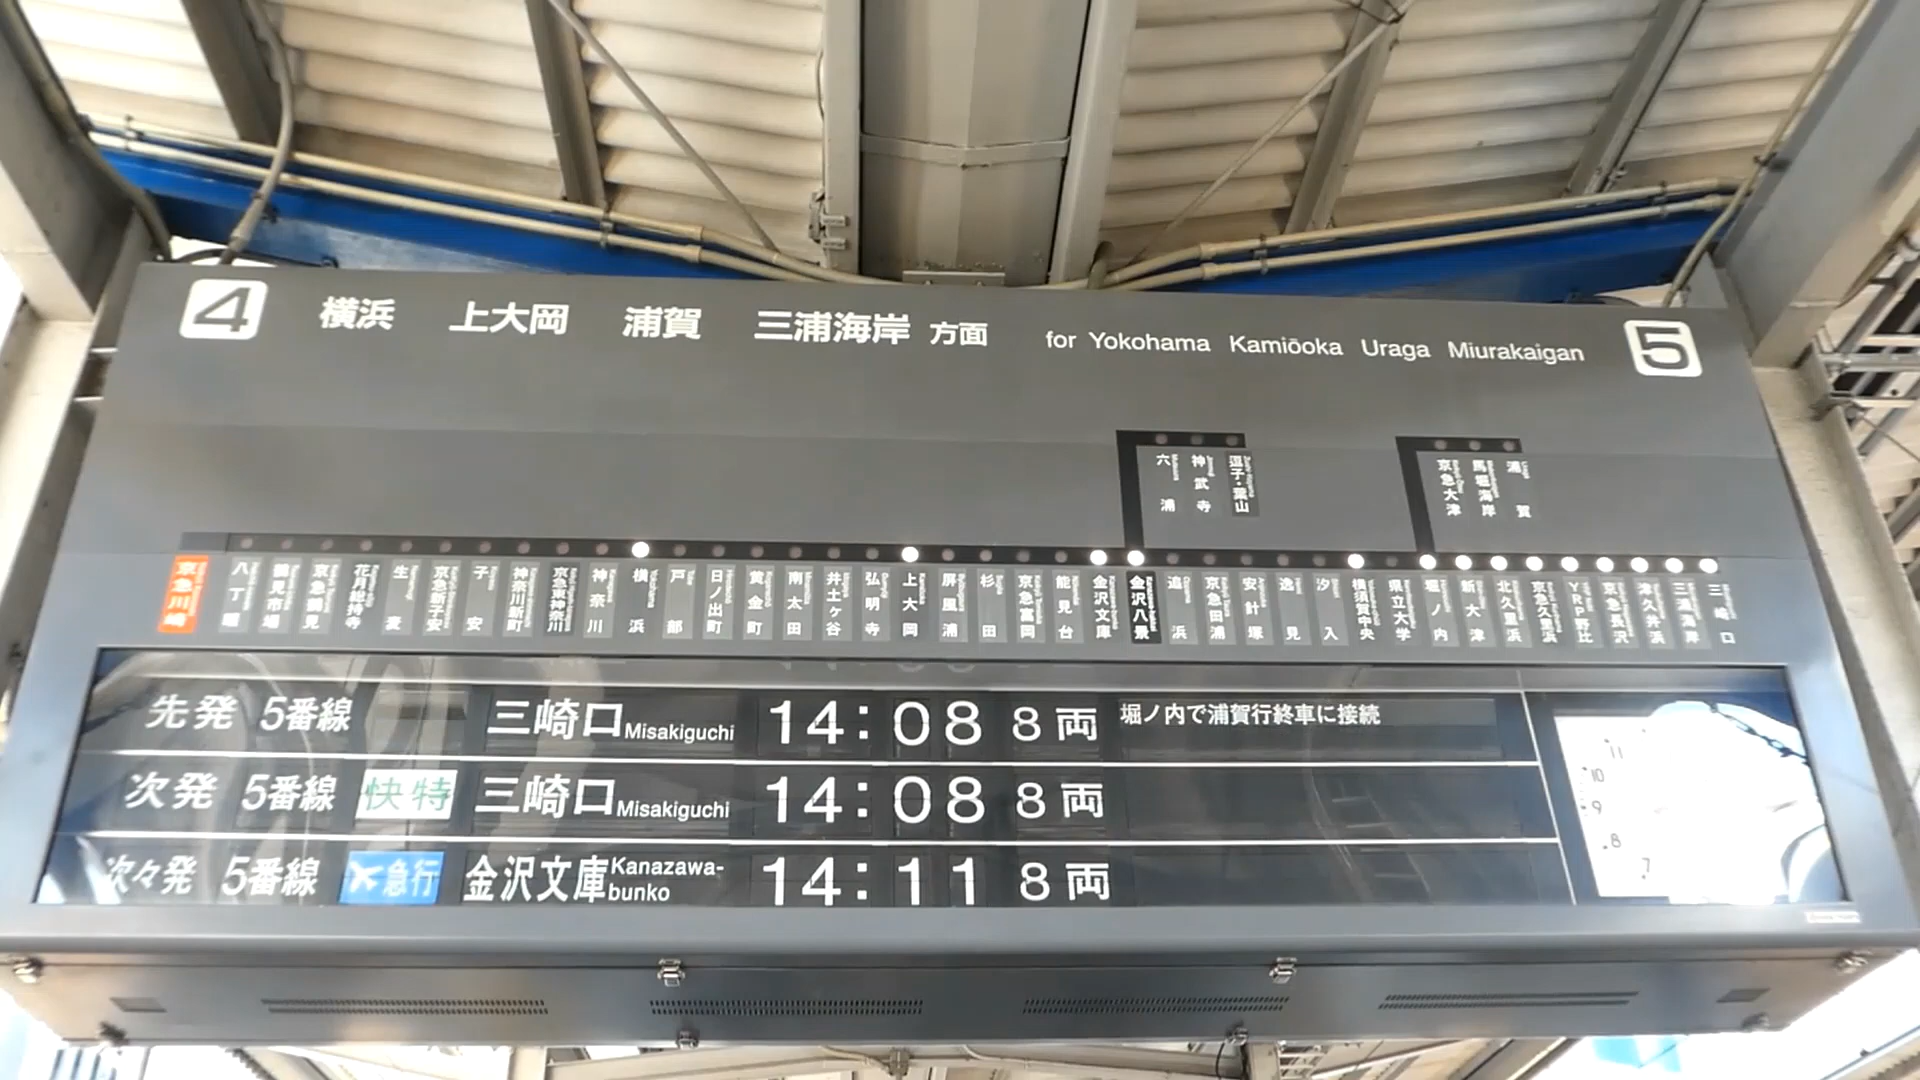 4 横浜 上大岡 浦賀 三浦海岸 方面 for Yokohama Kamiōoka Uraga Miurakaigan 5
六浦 神武寺 逗子・葉山 京急大津 馬堀海岸 浦賀
京急川崎 八丁畷 鶴見市場 京急鶴見 花月総持寺 生麦 京急新子安 子安 神奈川新町 京急東神奈川 神奈川 横浜 戸部 日ノ出町 黄金町 南太田 井土ヶ谷 弘明寺 上大岡 屏風浦 杉田 京急富岡 能見台 金沢文庫 金沢八景 追浜 京急田浦 安針塚 逸見 汐入 横須賀中央 県立大学 堀ノ内 新大津 北久里浜 京急久里浜 YRP野比 京急長沢 津久井浜 三浦海岸 三崎口
先発 5番線 三崎口 Misakiguchi 14:08 8両 堀ノ内で浦賀行終車に接続
次発 5番線 快特 三崎口 Misakiguchi 14:08 8両
次々発 5番線 急行 金沢文庫 Kanazawa-bunko 14:11 8両
11
10
9
8
7